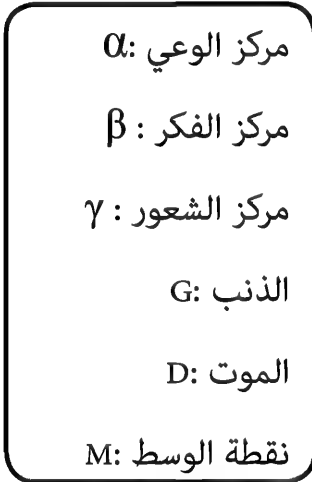 مركز الوعي :α
مركز الفكر : β
مركز الشعور : γ
الذنب :G
الموت :D
نقطة الوسط :M